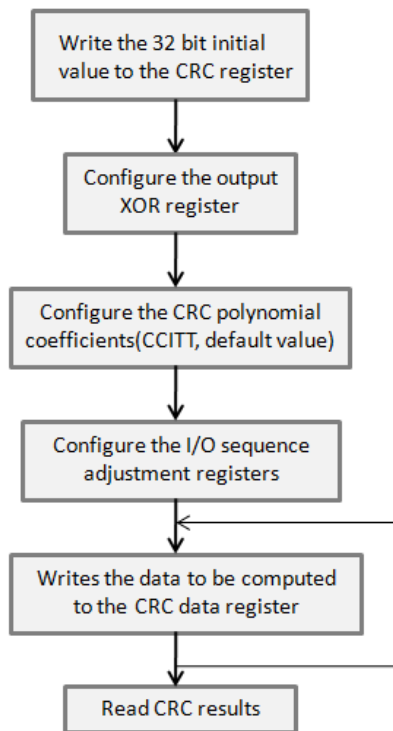 Write the 32 bit initial
value to the CRC register
Configure the output
XOR register
Configure the CRC polynomial
coefficients(CCITT, default value)
Configure the I/O sequence
adjustment registers
Writes the data to be computed
to the CRC data register
Read CRC results